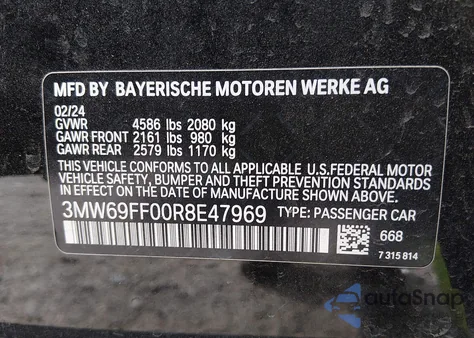 MFD BY BAYERISCHE MOTOREN WERKE AG
02/24
GVWR 4586 lbs 2080 kg
GAWR FRONT 2161 lbs 980 kg
GAWR REAR 2579 lbs 1170 kg
THIS VEHICLE CONFORMS TO ALL APPLICABLE U.S.FEDERAL MOTOR
VEHICLE SAFETY, BUMPER AND THEFT PREVENTION STANDARDS IN
EFFECT ON THE DATE OF MANUFACTURE SHOWN ABOVE.
3MW69FF00R8E47969 TYPE: PASSENGER CAR
668
7 315 814
autoSnap